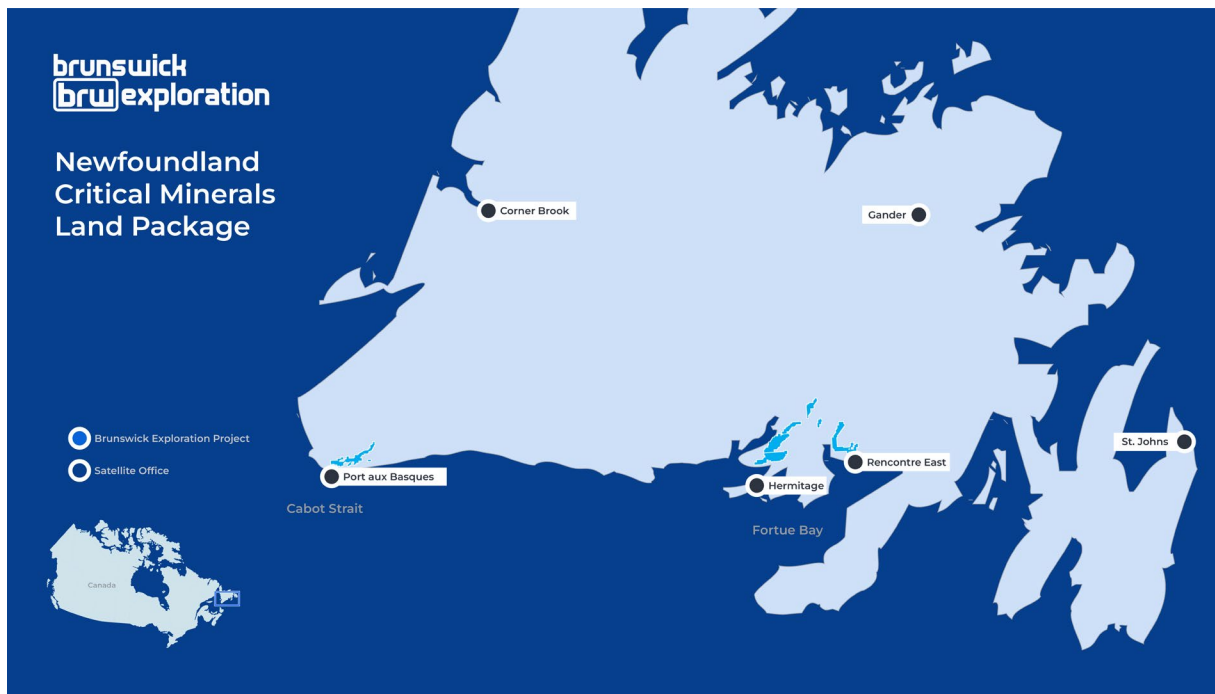 brunswick
brw exploration
Newfoundland
Critical Minerals
Land Package
Corner Brook
Gander
Brunswick Exploration Project
Satellite Office
St. Johns
Rencontre East
Port aux Basques
Hermitage
Cabot Strait
Fortue Bay
Canada